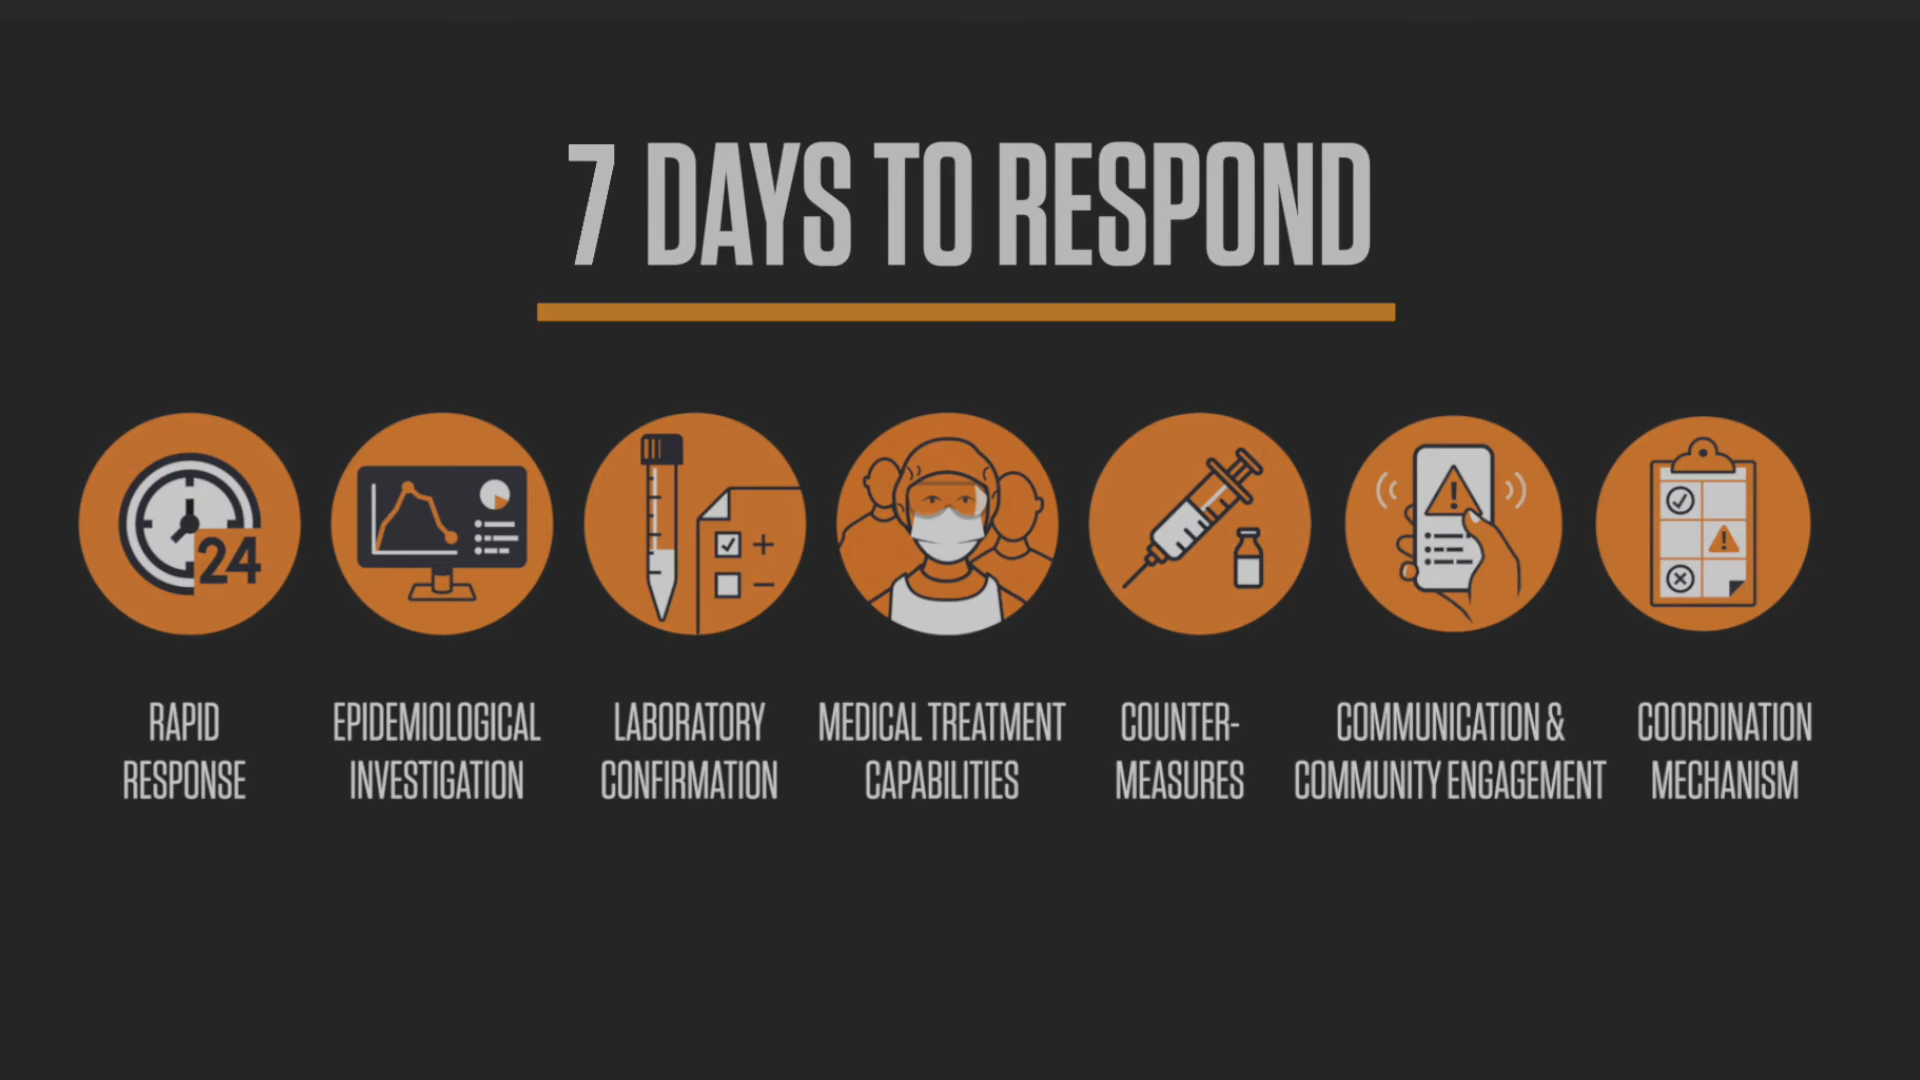 7 DAYS TO RESPOND
24
RAPID
RESPONSE
EPIDEMIOLOGICAL
INVESTIGATION
LABORATORY
CONFIRMATION
MEDICAL TREATMENT
CAPABILITIES
COUNTER-
MEASURES
COMMUNICATION &
COMMUNITY ENGAGEMENT
COORDINATION
MECHANISM